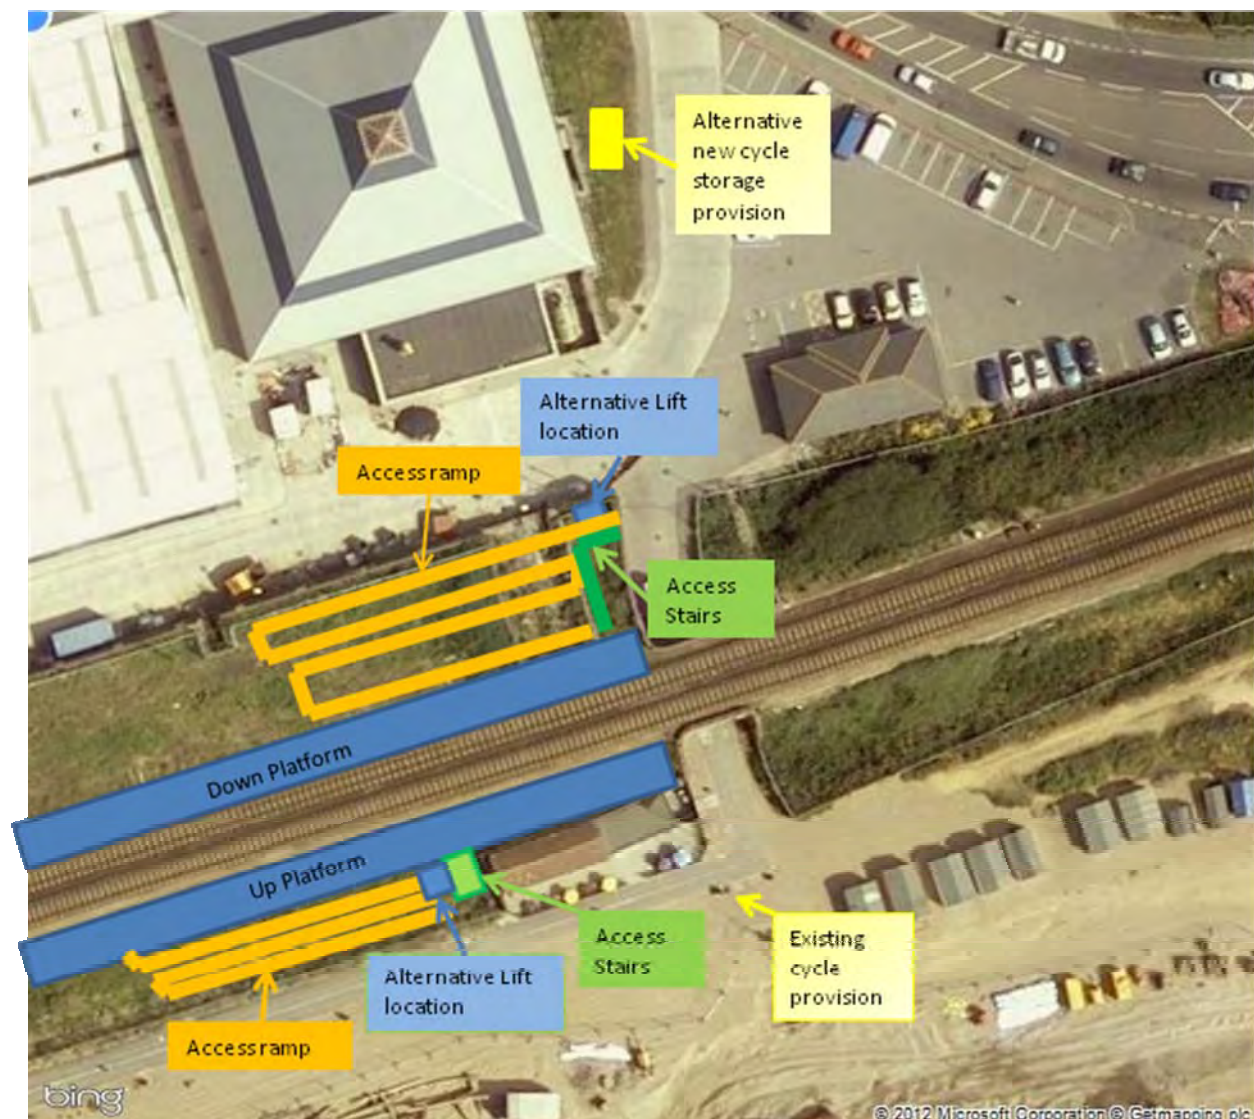 Alternative
new cycle
storage
provision
Alternative Lift
location
Access ramp
Access
Stairs
Down Platform
Up Platform
Access
Stairs
Existing
cycle
provision
Alternative Lift
location
Access ramp
bing
© 2012 Microsoft Corporation © Getmapping plc